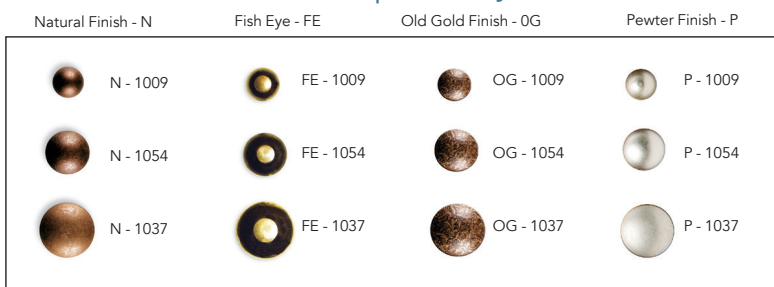 Natural Finish - N Fish Eye - FE Old Gold Finish - 0G Pewter Finish - P
N - 1009 FE - 1009 OG - 1009 P - 1009
N - 1054 FE - 1054 OG - 1054 P - 1054
N - 1037 FE - 1037 OG - 1037 P - 1037